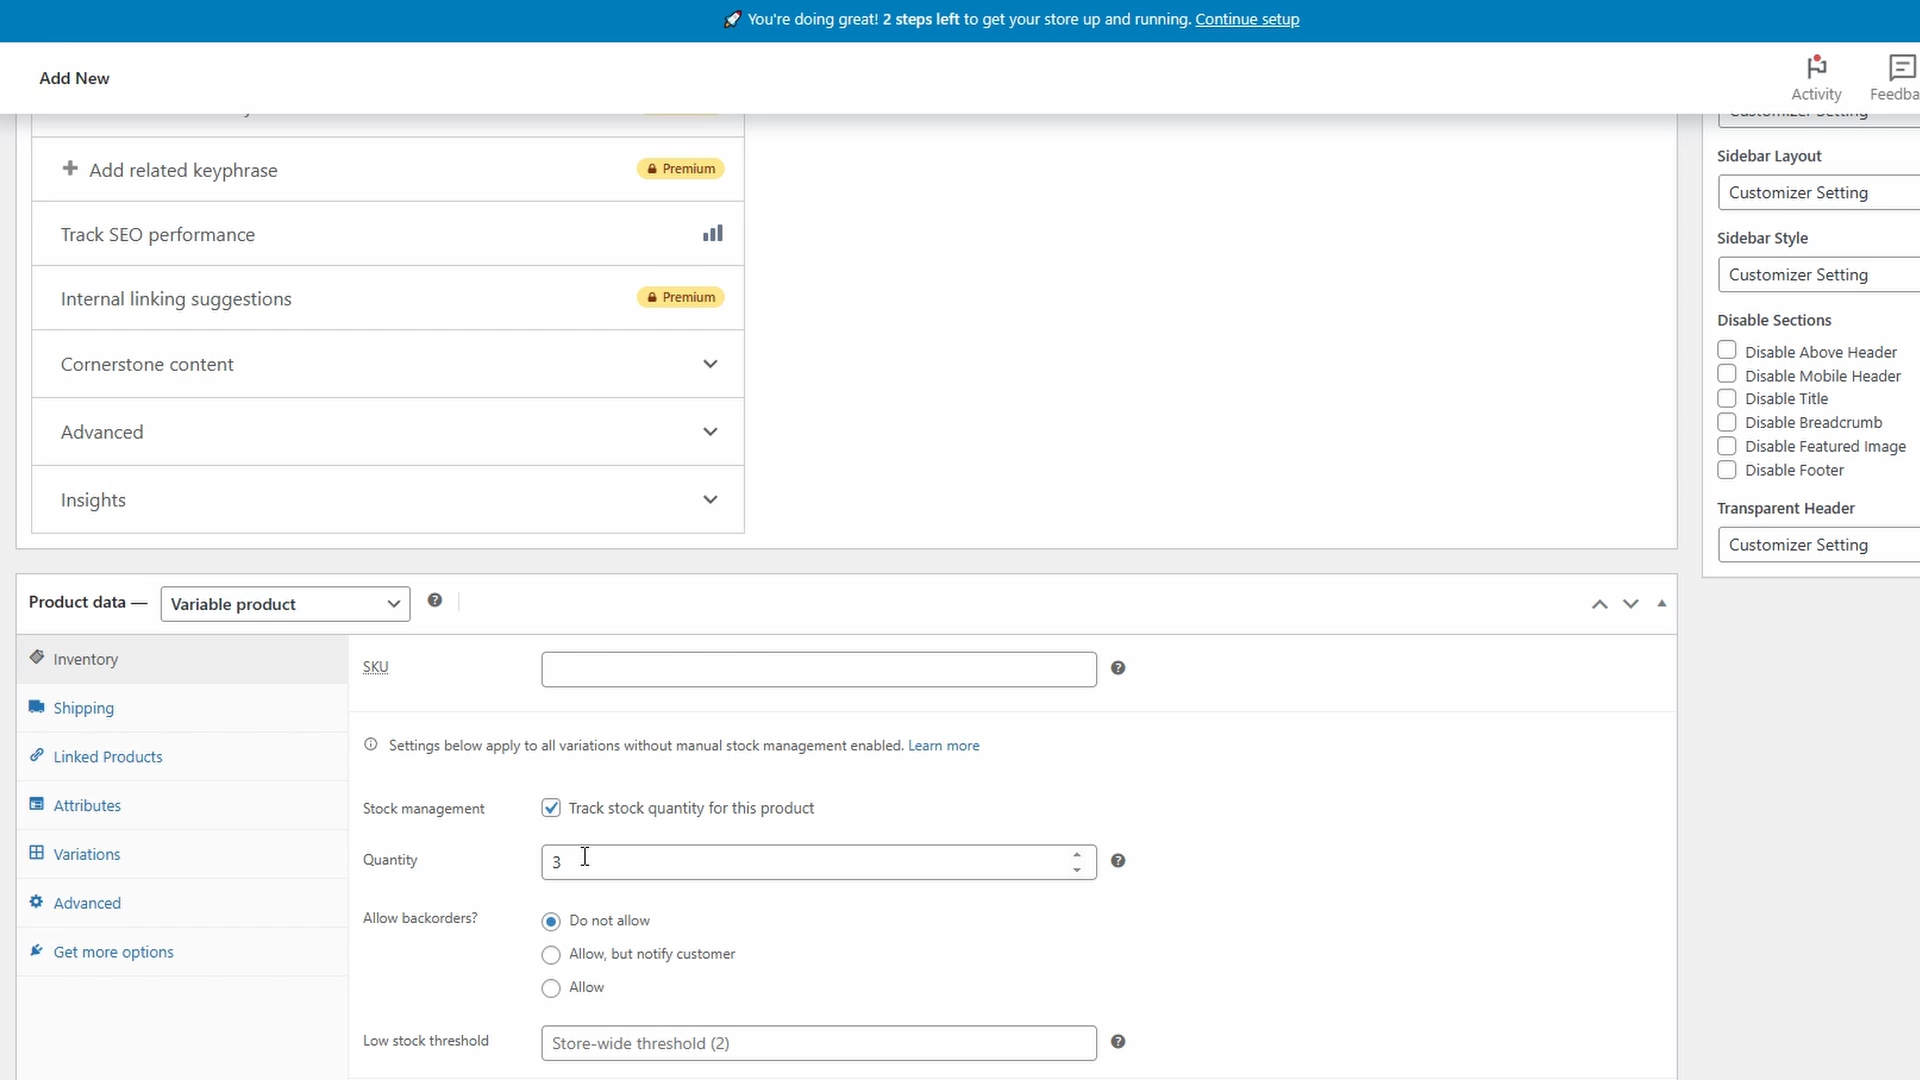 🚀 You're doing great! 2 steps left to get your store up and running. Continue setup
Add New
Activity
Feedba
Add related keyphrase
Premium
Track SEO performance
Internal linking suggestions
Premium
Cornerstone content
Advanced
Insights
Customizer Setting
Sidebar Layout
Customizer Setting
Sidebar Style
Customizer Setting
Disable Sections
Disable Above Header
Disable Mobile Header
Disable Title
Disable Breadcrumb
Disable Featured Image
Disable Footer
Transparent Header
Customizer Setting
Product data — Variable product
Inventory
Shipping
Linked Products
Attributes
Variations
Advanced
Get more options
SKU
Settings below apply to all variations without manual stock management enabled. Learn more
Stock management
Track stock quantity for this product
Quantity
3
Allow backorders?
Do not allow
Allow, but notify customer
Allow
Low stock threshold
Store-wide threshold (2)